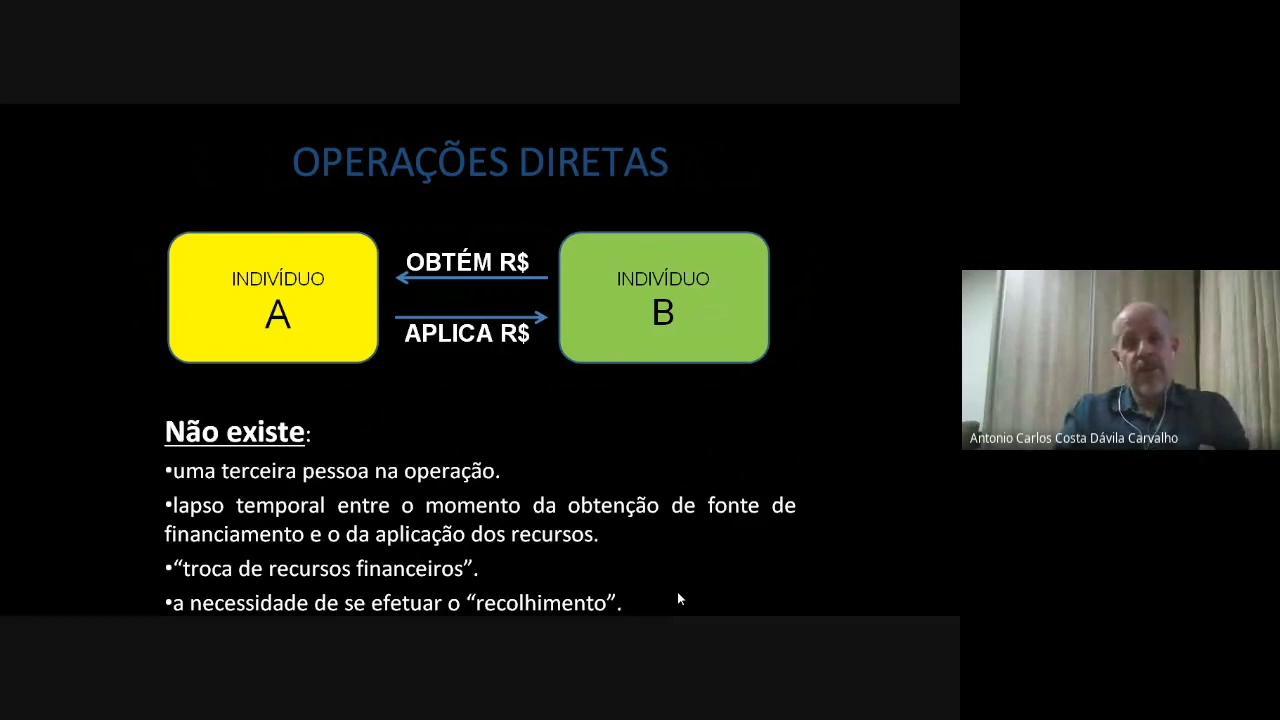 OPERAÇÕES DIRETAS
INDIVÍDUO
A
OBTÉM R$
APLICA R$
INDIVÍDUO
B
Não existe:
•uma terceira pessoa na operação.
•lapso temporal entre o momento da obtenção de fonte de
financiamento e o da aplicação dos recursos.
•“troca de recursos financeiros”.
•a necessidade de se efetuar o “recolhimento”.
Antonio Carlos Costa Dávila Carvalho